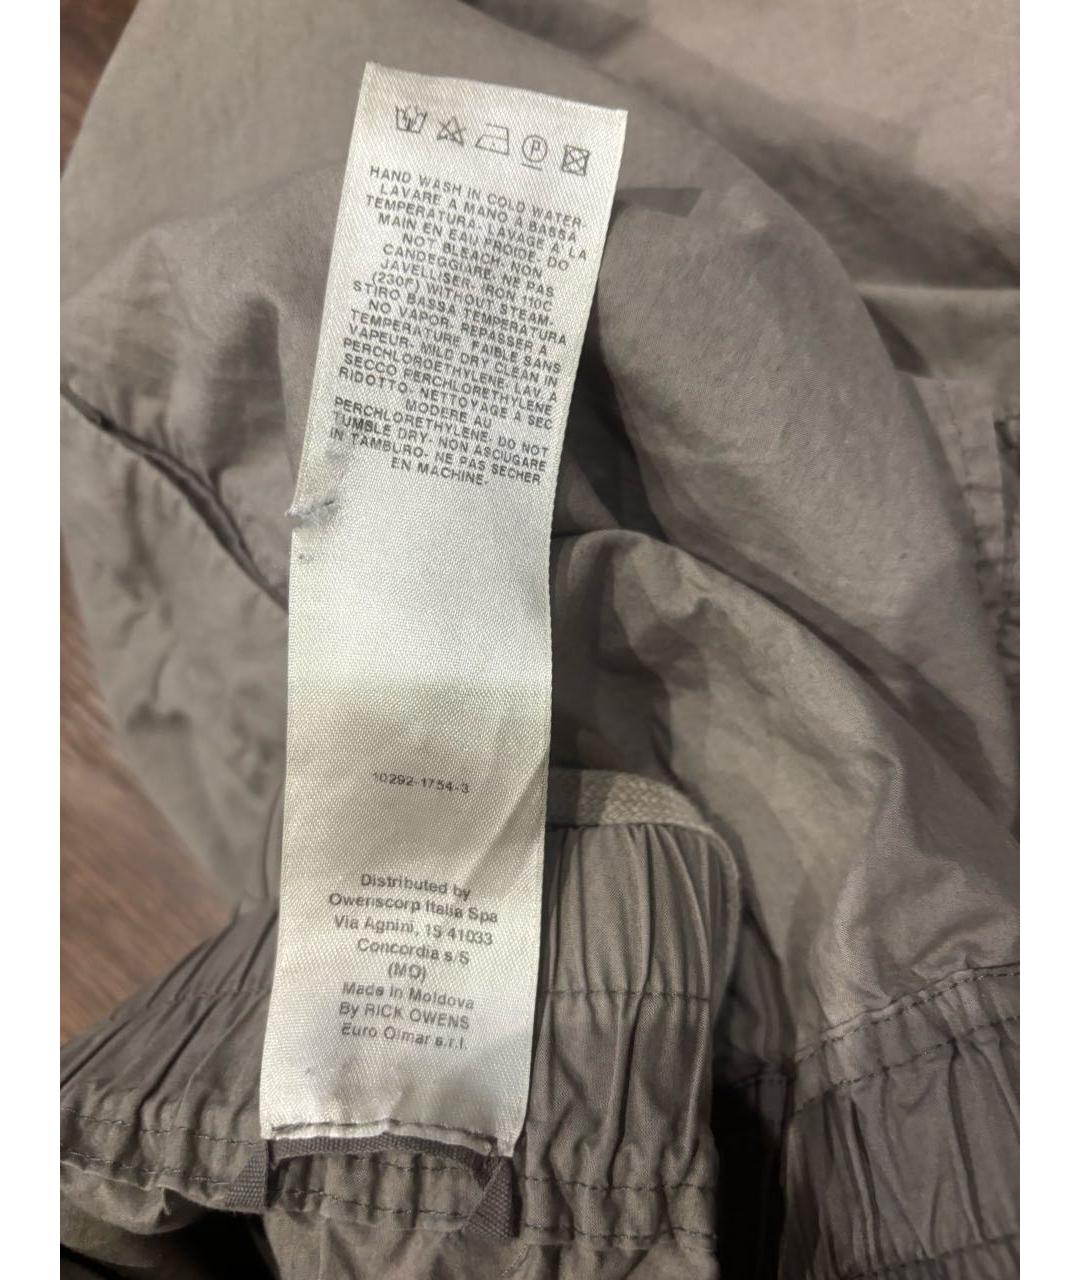 P
HAND WASH IN COLD WATER.
LAVARE A MANO A BASSA
TEMPERATURA. LAVAGE A LA
MAIN EN EAU FROIDE. DO
NOT BLEACH. NON
CANDEGGIARE. NE PAS
JAVELLISER. IRON 110C
(230F) WITHOUT STEAM.
STIRO BASSA TEMPERATURA
NO VAPOR. REPASSER A
TEMPERATURE FAIBLE SANS
VAPEUR. MILD DRY CLEAN IN
PERCHLOROETHYLENE. LAV. A
SECCO PERCHLORETHYLENE
RIDOTTO. NETTOYAGE A SEC
MODERE AU
PERCHLORETHYLENE. DO NOT
TUMBLE DRY. NON ASCIUGARE
IN TAMBURO. NE PAS SECHER
EN MACHINE.
10292-1754-3
Distributed by
Owenscorp Italia Spa
Via Agnini, 15 41033
Concordia s/S
(MO)
Made in Moldova
By RICK OWENS
Euro Olmar s.r.l.